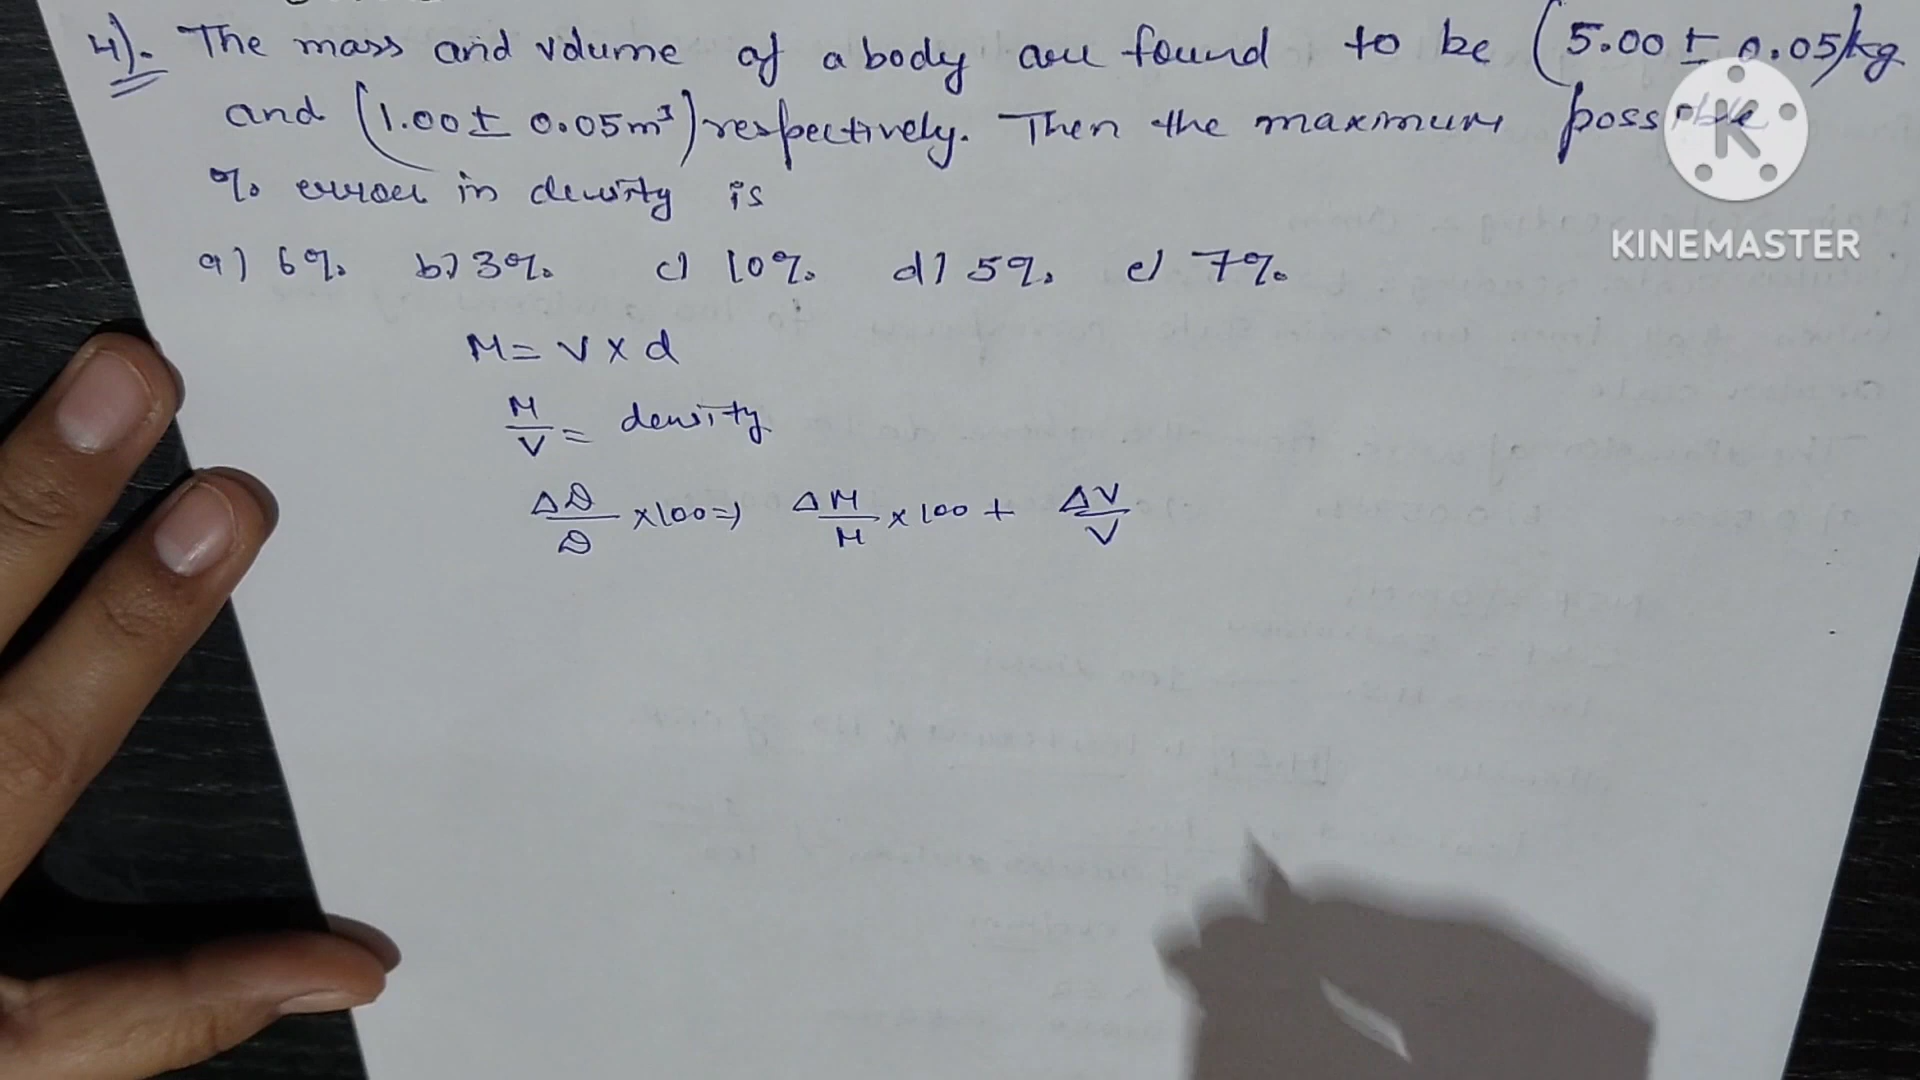 4). The mass and volume of a body are found to be (5.00 ± 0.05)kg
and (1.00 ± 0.05m³) respectively. Then the maximum possible
% error in density is
a) 6%. b) 3%. c) 10%. d) 5%. e) 7%.
M = V × d
M/V = density
ΔD/D ×100 ⇒ ΔM/M × 100 + ΔV/V
K
KINEMASTER